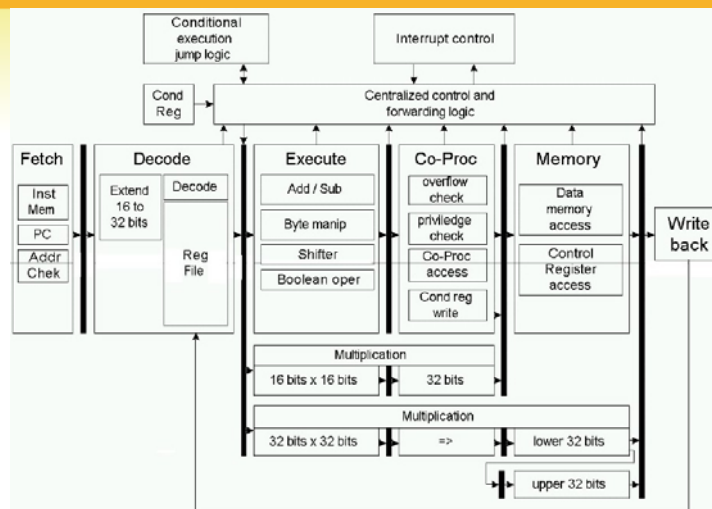 Conditional
execution
jump logic
Interrupt control
Cond
Reg
Centralized control and
forwarding logic
Fetch
Inst
Mem
PC
Addr
Chek
Decode
Extend
16 to
32 bits
Decode
Reg
File
Execute
Add / Sub
Byte manip
Shifter
Boolean oper
Co-Proc
overflow
check
priviledge
check
Co-Proc
access
Cond reg
write
Memory
Data
memory
access
Control
Register
access
Write
back
Multiplication
16 bits x 16 bits
32 bits
Multiplication
32 bits x 32 bits
=>
lower 32 bits
upper 32 bits